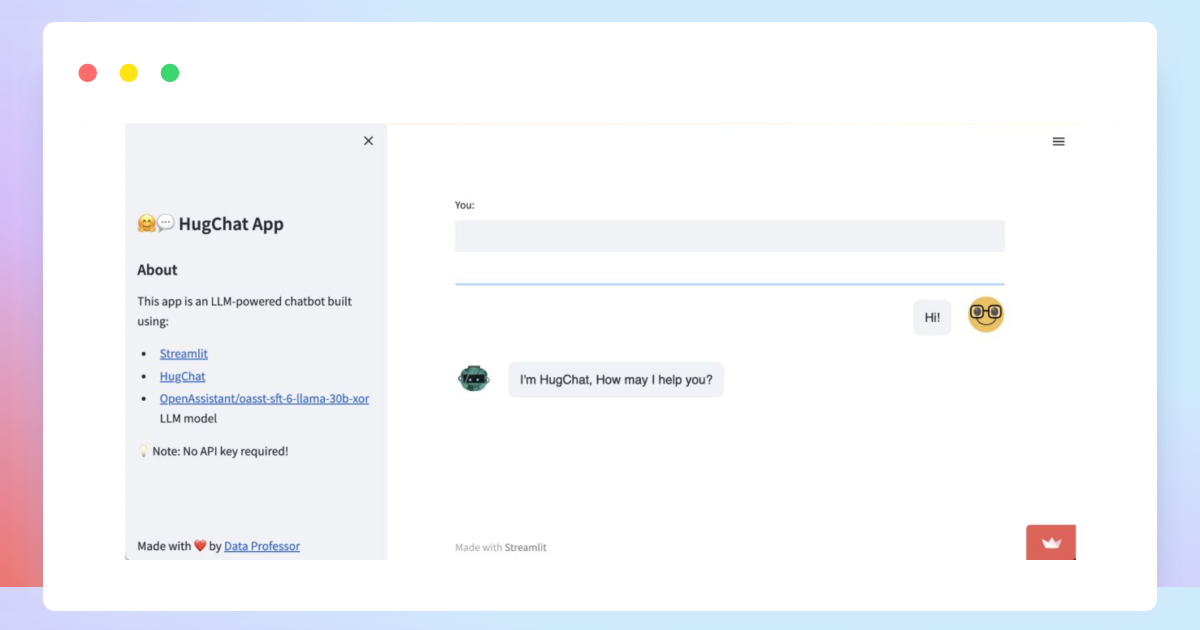 🤗💬 HugChat App
About
This app is an LLM-powered chatbot built
using:
• Streamlit
• HugChat
• OpenAssistant/oasst-sft-6-llama-30b-xor
LLM model
💡 Note: No API key required!
Made with ❤️ by Data Professor
You:
Hi!
I'm HugChat, How may I help you?
Made with Streamlit